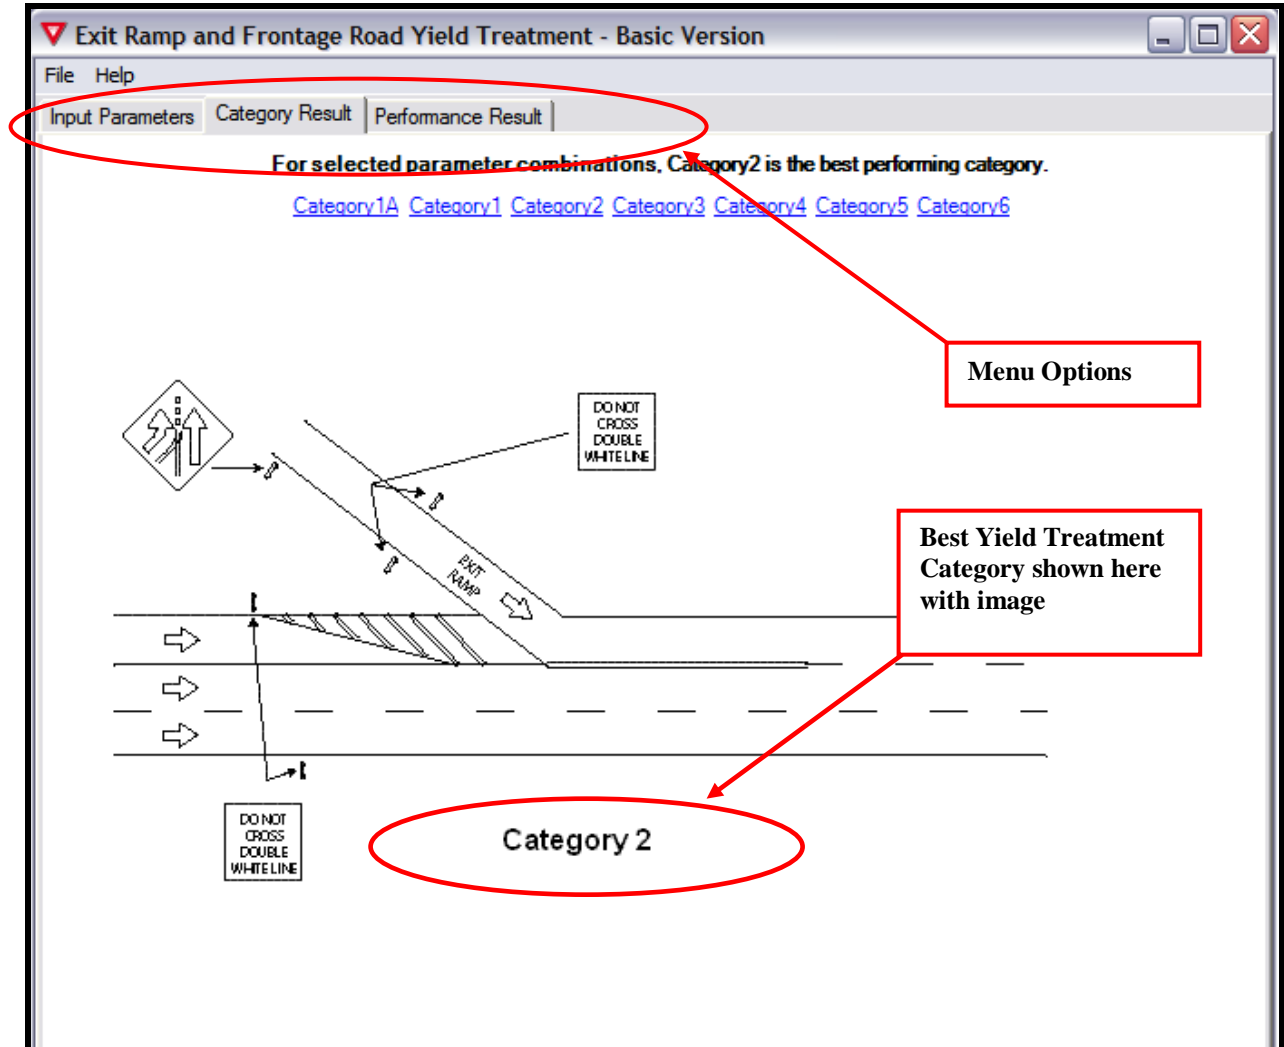 Exit Ramp and Frontage Road Yield Treatment - Basic Version
File Help
Input Parameters Category Result Performance Result
For selected parameter combinations, Category2 is the best performing category.
Category1A Category1 Category2 Category3 Category4 Category5 Category6
Menu Options
DO NOT
CROSS
DOUBLE
WHITE LINE
Best Yield Treatment
Category shown here
with image
EXIT
RAMP
DO NOT
CROSS
DOUBLE
WHITE LINE
Category 2